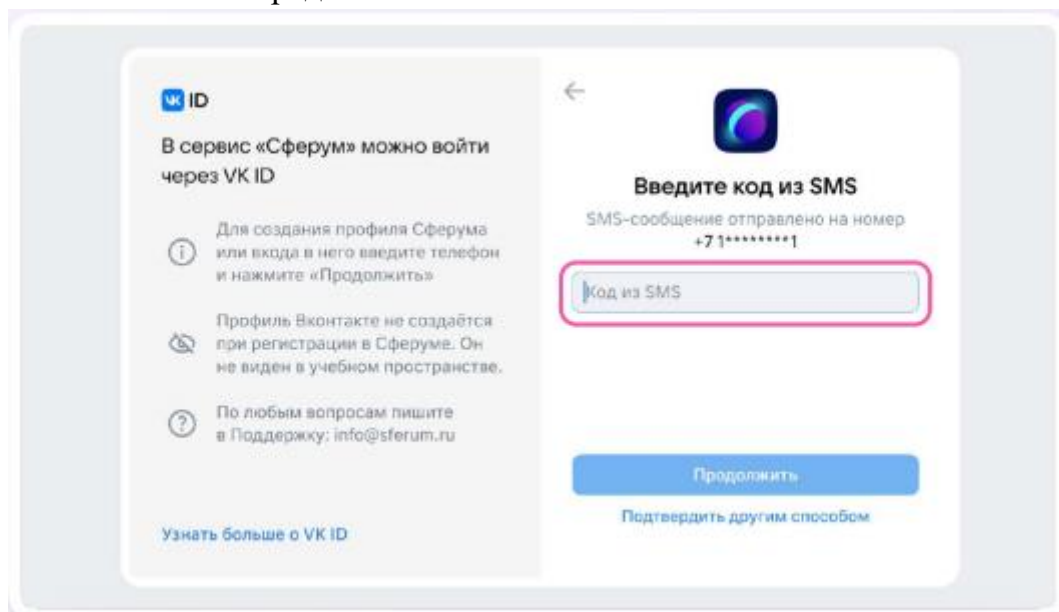 VK ID
В сервис «Сферум» можно войти
через VK ID
Для создания профиля Сферума
или входа в него введите телефон
и нажмите «Продолжить»
Профиль Вконтакте не создаётся
при регистрации в Сферуме. Он
не виден в учебном пространстве.
По любым вопросам пишите
в Поддержку: info@sferum.ru
Узнать больше о VK ID
Введите код из SMS
SMS-сообщение отправлено на номер
+7 1********1
Код из SMS
Продолжить
Подтвердить другим способом